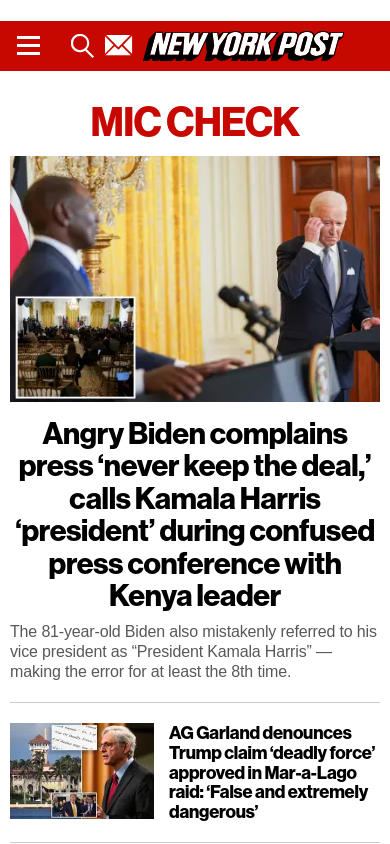 NEW YORK POST
MIC CHECK
Angry Biden complains
press ‘never keep the deal,’
calls Kamala Harris
‘president’ during confused
press conference with
Kenya leader
The 81-year-old Biden also mistakenly referred to his
vice president as “President Kamala Harris” —
making the error for at least the 8th time.
AG Garland denounces
Trump claim ‘deadly force’
approved in Mar-a-Lago
raid: ‘False and extremely
dangerous’